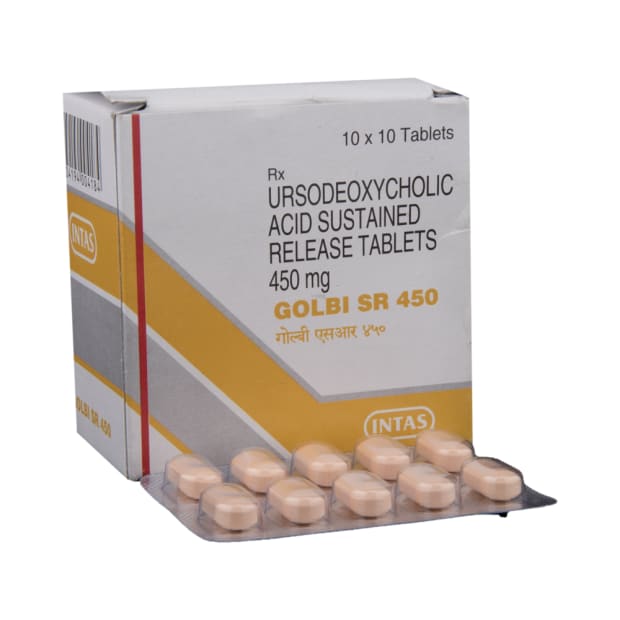 10 x 10 Tablets
Rx
URSODEOXYCHOLIC
ACID SUSTAINED
RELEASE TABLETS
450 mg
GOLBI SR 450
गोल्बी एसआर ४५०
INTAS
INTAS
GOLBI SR 450